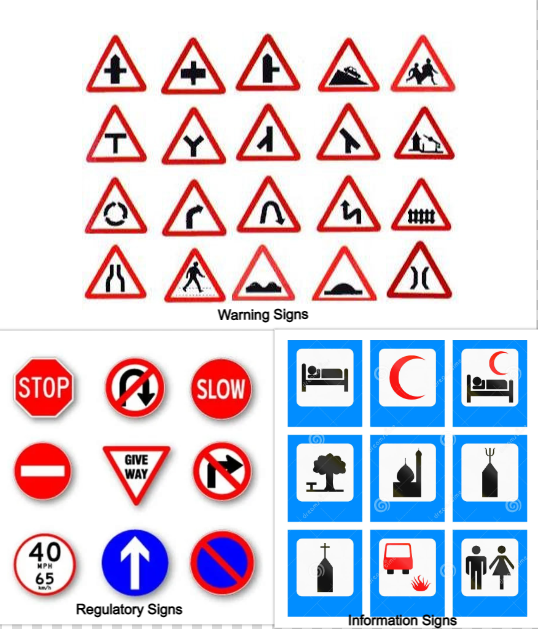 Warning Signs
STOP
SLOW
GIVE
WAY
40
MPH
65
km/h
Regulatory Signs
Information Signs